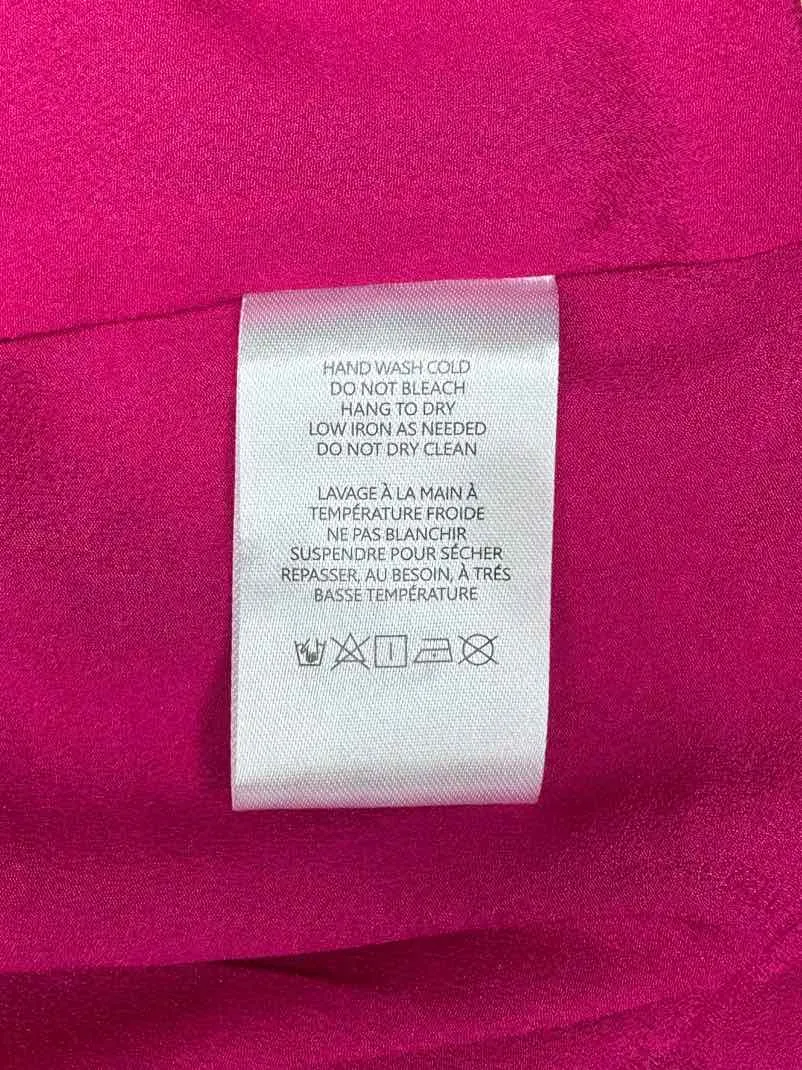 HAND WASH COLD
DO NOT BLEACH
HANG TO DRY
LOW IRON AS NEEDED
DO NOT DRY CLEAN
LAVAGE À LA MAIN À
TEMPÉRATURE FROIDE
NE PAS BLANCHIR
SUSPENDRE POUR SÉCHER
REPASSER, AU BESOIN, À TRÉS
BASSE TEMPÉRATURE